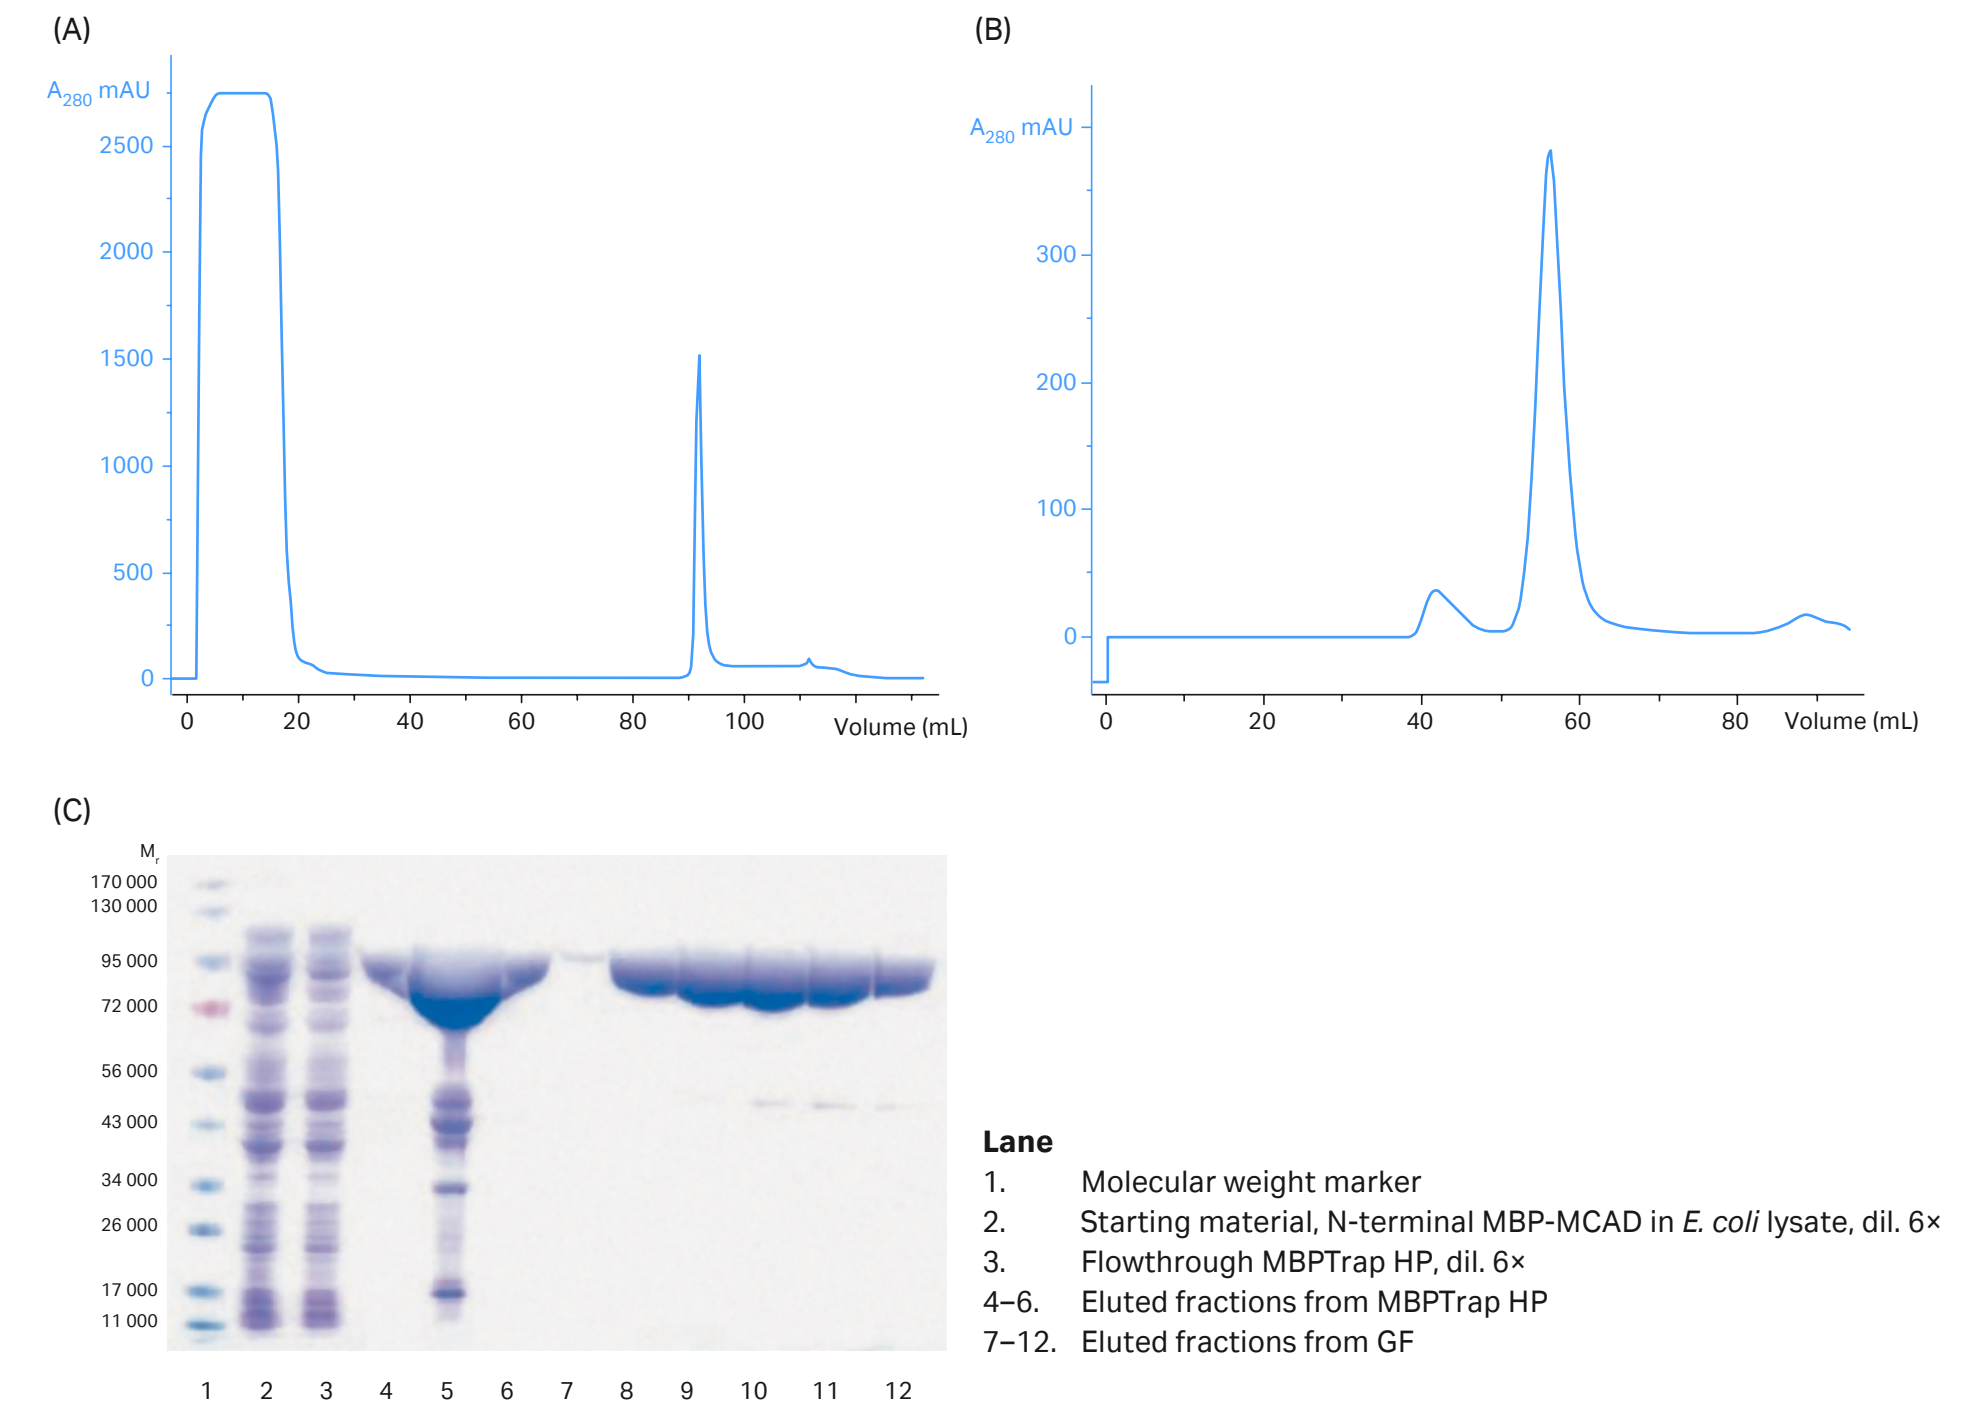 (A)
A280 mAU
2500
2000
1500
1000
500
0
0 20 40 60 80 100 Volume (mL)
(B)
A280 mAU
300
200
100
0
0 20 40 60 80 Volume (mL)
(C)
Mr
170 000
130 000
95 000
72 000
56 000
43 000
34 000
26 000
17 000
11 000
1 2 3 4 5 6 7 8 9 10 11 12
Lane
1. Molecular weight marker
2. Starting material, N-terminal MBP-MCAD in E. coli lysate, dil. 6×
3. Flowthrough MBPTrap HP, dil. 6×
4–6. Eluted fractions from MBPTrap HP
7–12. Eluted fractions from GF